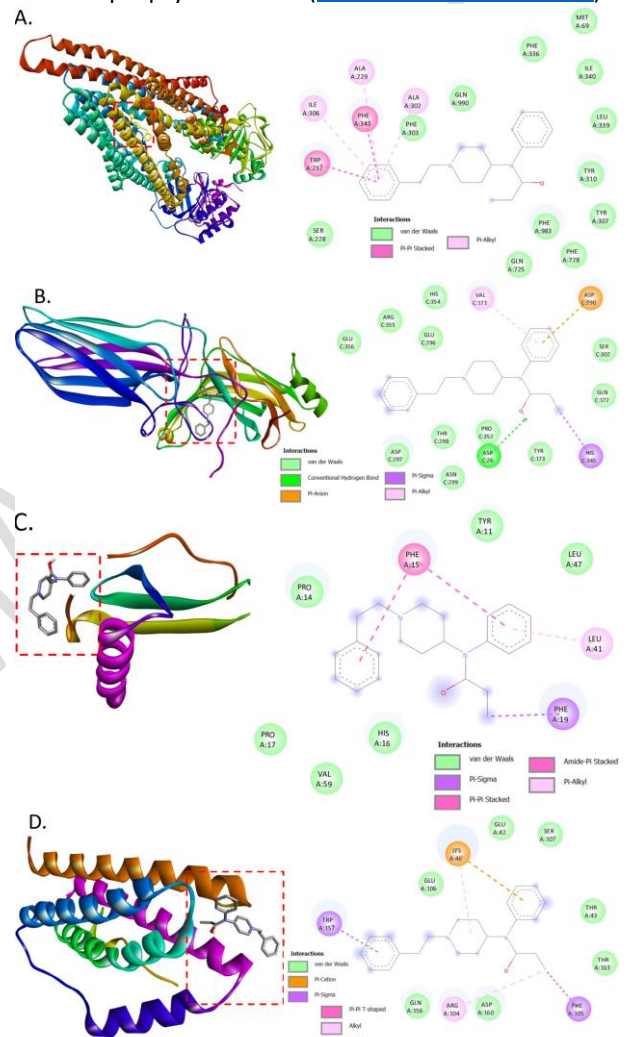 A.
MET
A:69
PHE
A:336
ALA
A:229
ILE
A:340
ILE
A:306
PHE
A:343
ALA
A:302
PHE
A:303
GLN
A:990
LEU
A:339
TRP
A:232
TYR
A:310
TYR
A:307
SER
A:228
PHE
A:983
PHE
A:728
GLN
A:725
Interactions
van der Waals
Pi-Pi Stacked
Pi-Alkyl
B.
HIS
C:354
VAL
C:171
ASP
C:290
ARG
C:355
GLU
C:356
GLU
C:296
SER
C:302
GLN
C:172
THR
C:298
PRO
C:352
ASP
C:297
ASN
C:299
ASP
C:26
TYR
C:173
HIS
C:345
Interactions
van der Waals
Conventional Hydrogen Bond
Pi-Anion
Pi-Sigma
Pi-Alkyl
C.
TYR
A:11
PHE
A:15
LEU
A:47
PRO
A:14
LEU
A:41
PHE
A:19
PRO
A:17
HIS
A:16
VAL
A:59
Interactions
van der Waals
Pi-Sigma
Pi-Pi Stacked
Amide-Pi Stacked
Pi-Alkyl
D.
GLU
A:42
SER
A:107
LYS
A:46
GLU
A:106
THR
A:43
TRP
A:157
THR
A:163
GLN
A:156
ARG
A:104
ASP
A:160
PHE
A:105
Interactions
van der Waals
Pi-Cation
Pi-Sigma
Pi-Pi T-shaped
Alkyl